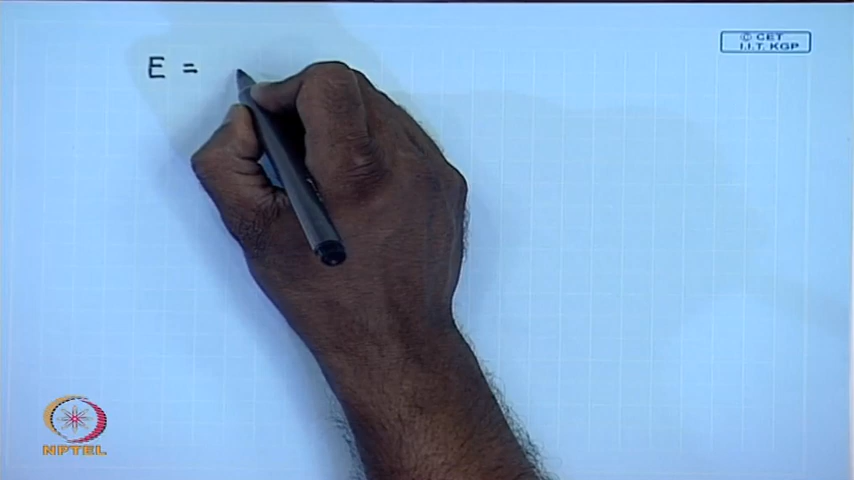 E =
© CET
I.I.T. KGP
NPTEL